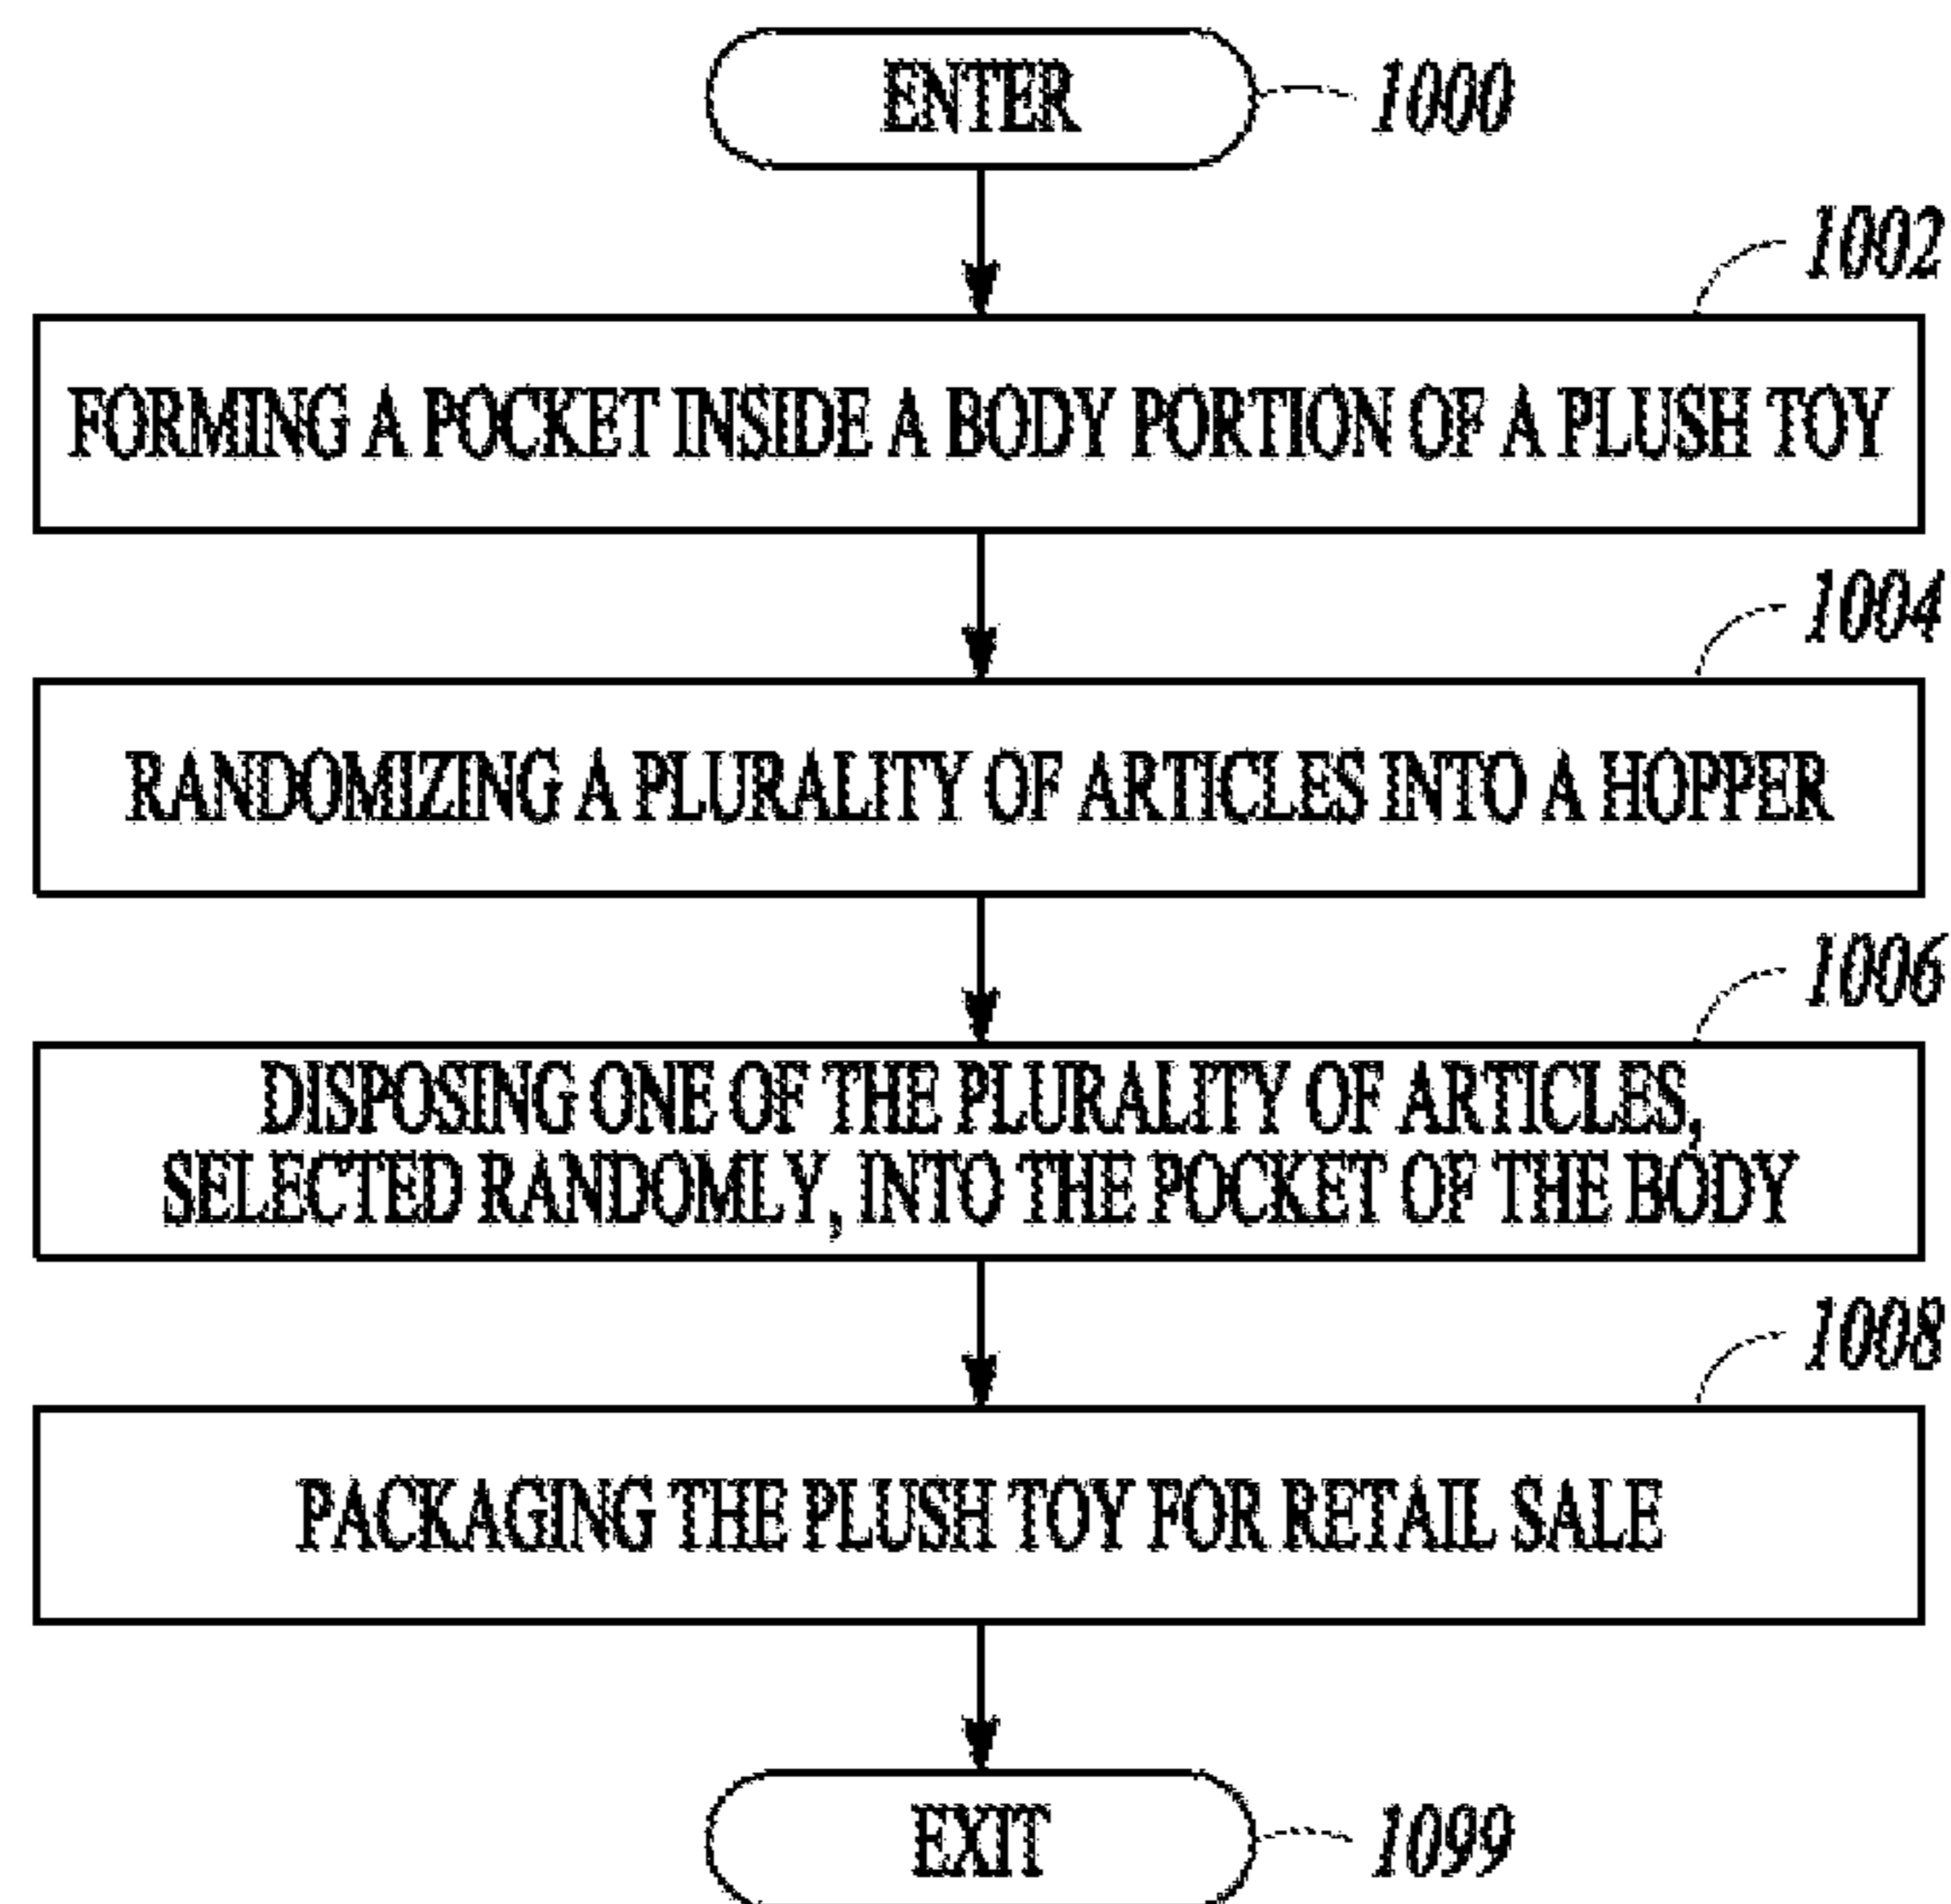 ENTER
1000
1002
FORMING A POCKET INSIDE A BODY PORTION OF A PLUSH TOY
1004
RANDOMIZING A PLURALITY OF ARTICLES INTO A HOPPER
1006
DISPOSING ONE OF THE PLURALITY OF ARTICLES,
SELECTED RANDOMLY, INTO THE POCKET OF THE BODY
1008
PACKAGING THE PLUSH TOY FOR RETAIL SALE
EXIT
1099